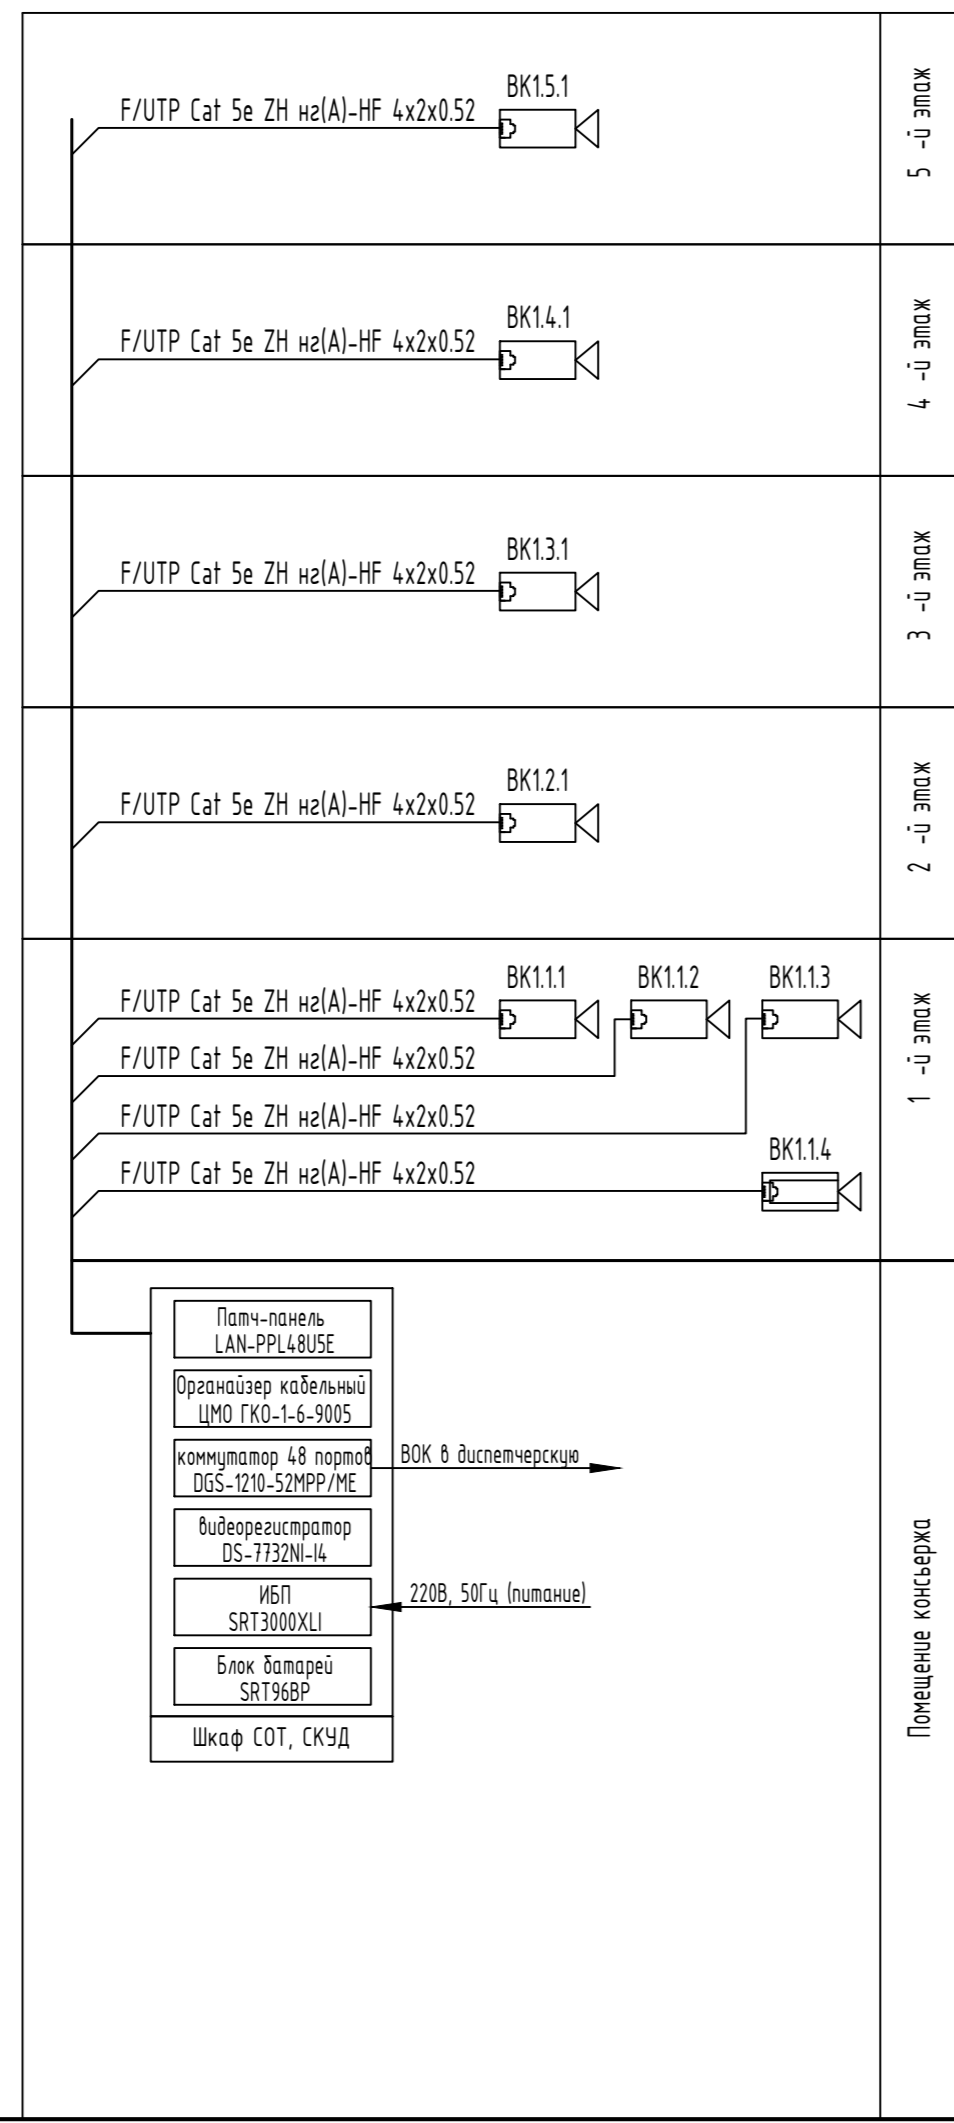 BK1.5.1
F/UTP Cat 5e ZH нг(А)-HF 4x2x0.52
5 -й этаж
BK1.4.1
F/UTP Cat 5e ZH нг(А)-HF 4x2x0.52
4 -й этаж
BK1.3.1
F/UTP Cat 5e ZH нг(А)-HF 4x2x0.52
3 -й этаж
BK1.2.1
F/UTP Cat 5e ZH нг(А)-HF 4x2x0.52
2 -й этаж
BK1.1.1
BK1.1.2
BK1.1.3
F/UTP Cat 5e ZH нг(А)-HF 4x2x0.52
F/UTP Cat 5e ZH нг(А)-HF 4x2x0.52
F/UTP Cat 5e ZH нг(А)-HF 4x2x0.52
BK1.1.4
F/UTP Cat 5e ZH нг(А)-HF 4x2x0.52
1 -й этаж
Патч-панель
LAN-PPL48U5E
Органайзер кабельный
ЦМО ГКО-1-6-9005
коммутатор 48 портов
DGS-1210-52MPP/ME
ВОК в диспетчерскую
видеорегистратор
DS-7732NI-I4
ИБП
SRT3000XLI
220В, 50Гц (питание)
Блок батарей
SRT96BP
Шкаф СОТ, СКУД
Помещение консьержа